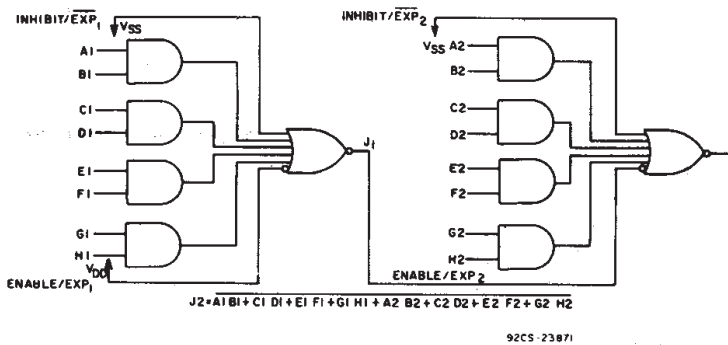 INHIBIT/EXP1
VSS
A1
B1
C1
D1
E1
F1
G1
H1
VDD
ENABLE/EXP1
J1
INHIBIT/EXP2
VSS
A2
B2
C2
D2
E2
F2
G2
H2
ENABLE/EXP2
J2=A1 B1+C1 D1+E1 F1+G1 H1+A2 B2+C2 D2+E2 F2+G2 H2
92CS-23871